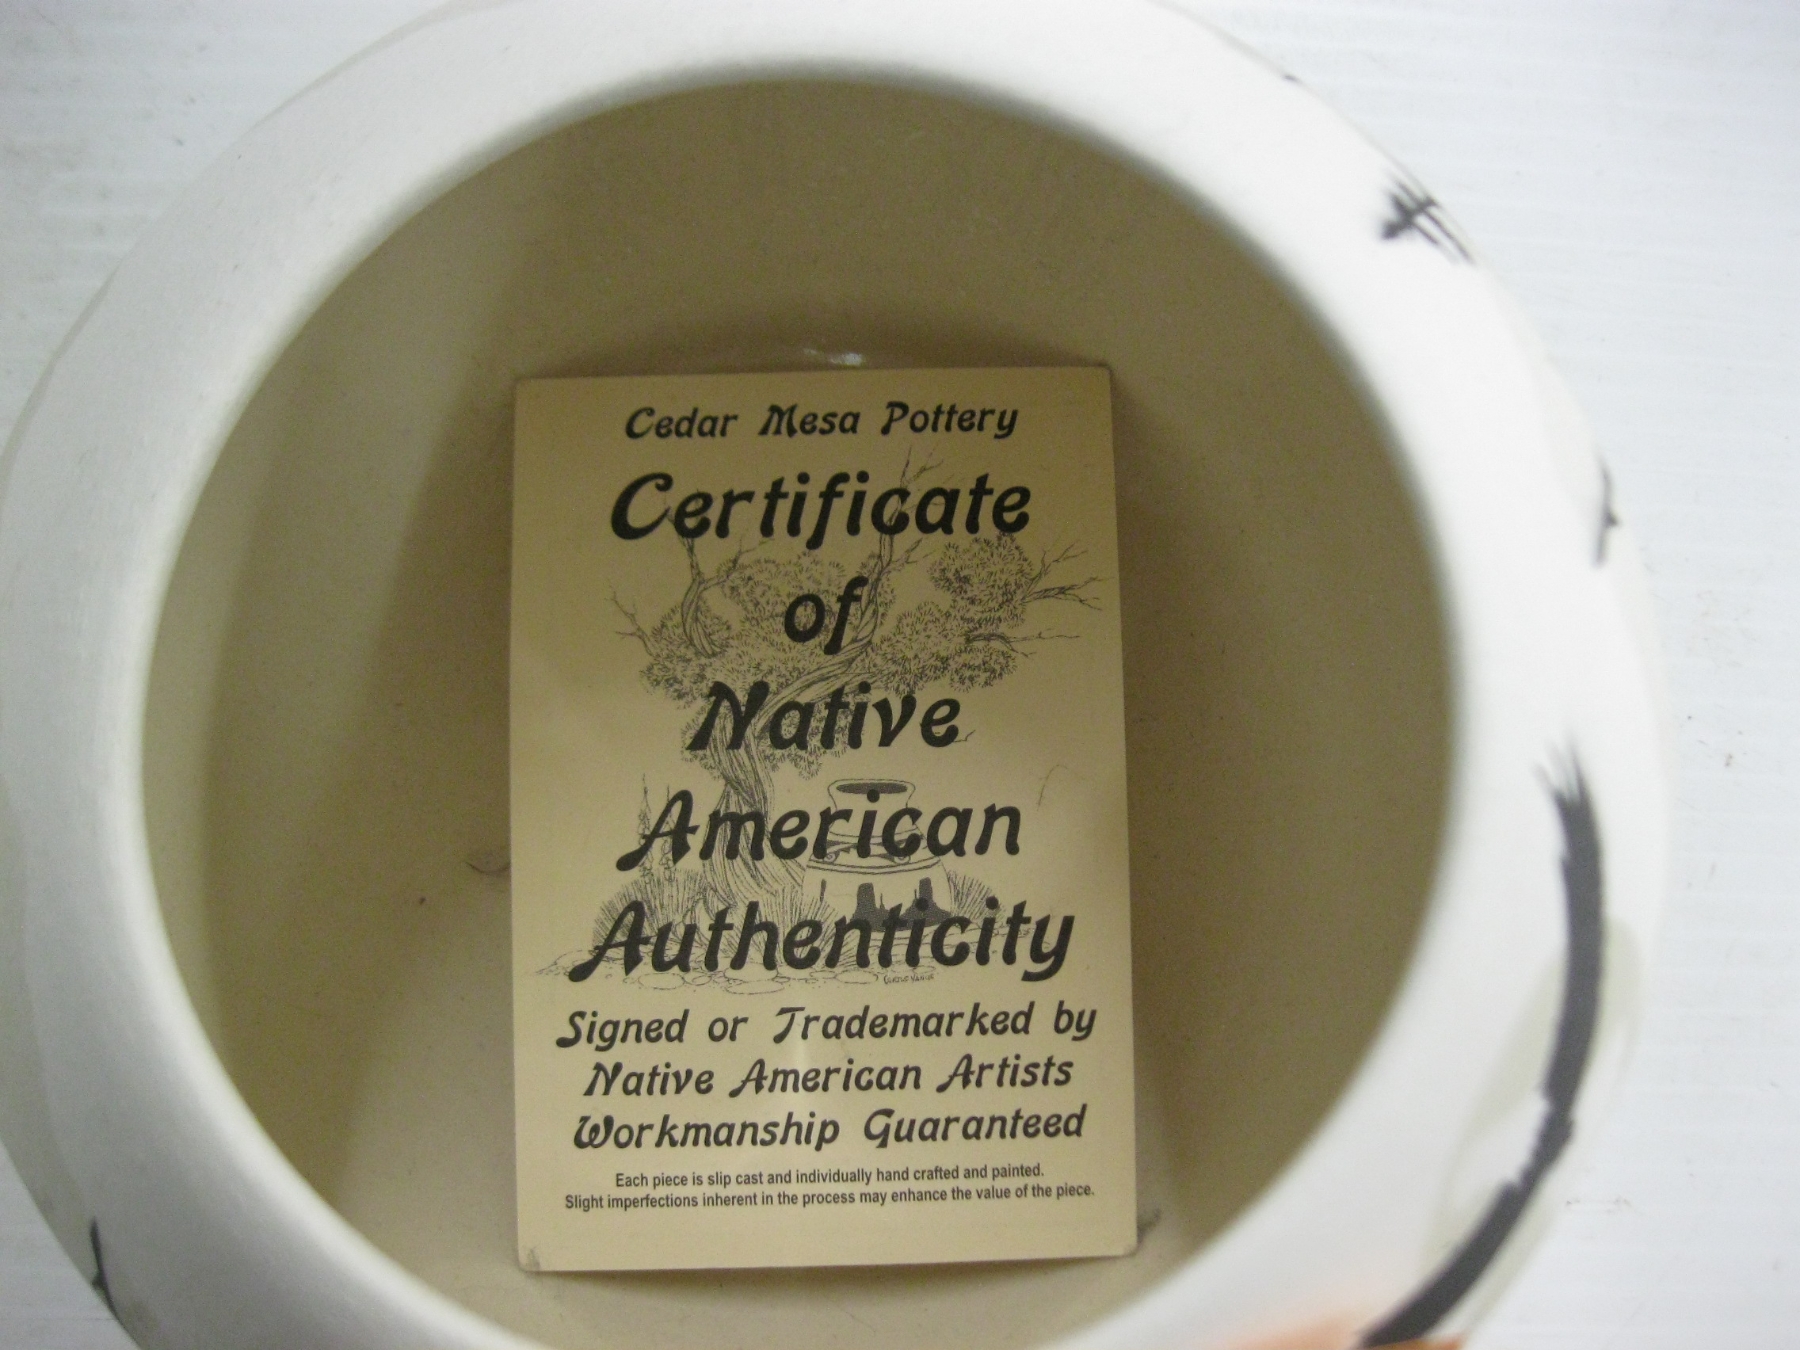 Cedar Mesa Pottery
Certificate
of
Native
American
Authenticity
Signed or Trademarked by
Native American Artists
Workmanship Guaranteed
Each piece is slip cast and individually hand crafted and painted.
Slight imperfections inherent in the process may enhance the value of the piece.